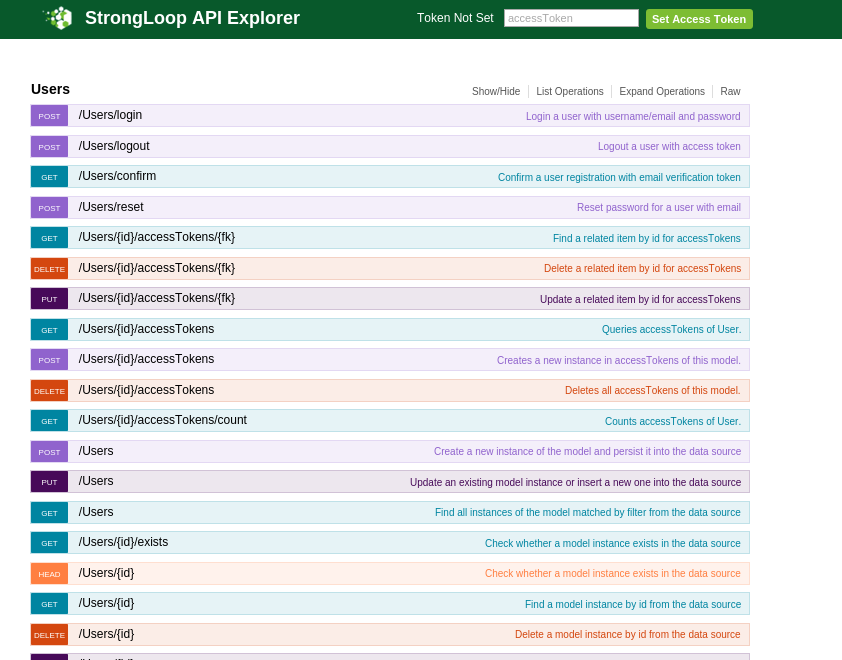 StrongLoop API Explorer Token Not Set accessToken Set Access Token
Users Show/Hide List Operations Expand Operations Raw
POST /Users/login Login a user with username/email and password
POST /Users/logout Logout a user with access token
GET /Users/confirm Confirm a user registration with email verification token
POST /Users/reset Reset password for a user with email
GET /Users/{id}/accessTokens/{fk} Find a related item by id for accessTokens
DELETE /Users/{id}/accessTokens/{fk} Delete a related item by id for accessTokens
PUT /Users/{id}/accessTokens/{fk} Update a related item by id for accessTokens
GET /Users/{id}/accessTokens Queries accessTokens of User.
POST /Users/{id}/accessTokens Creates a new instance in accessTokens of this model.
DELETE /Users/{id}/accessTokens Deletes all accessTokens of this model.
GET /Users/{id}/accessTokens/count Counts accessTokens of User.
POST /Users Create a new instance of the model and persist it into the data source
PUT /Users Update an existing model instance or insert a new one into the data source
GET /Users Find all instances of the model matched by filter from the data source
GET /Users/{id}/exists Check whether a model instance exists in the data source
HEAD /Users/{id} Check whether a model instance exists in the data source
GET /Users/{id} Find a model instance by id from the data source
DELETE /Users/{id} Delete a model instance by id from the data source